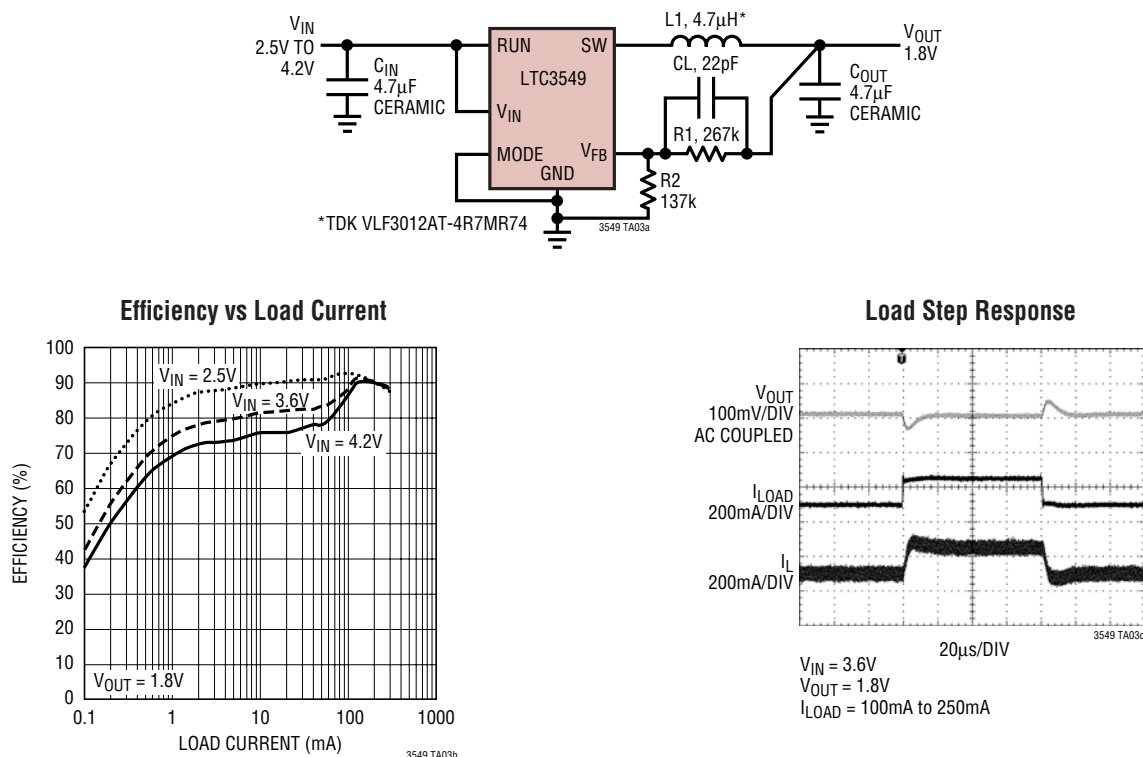 VIN
2.5V TO
4.2V
CIN
4.7µF
CERAMIC
RUN
SW
LTC3549
VIN
MODE
VFB
GND
L1, 4.7µH*
CL, 22pF
R1, 267k
R2
137k
VOUT
1.8V
COUT
4.7µF
CERAMIC
*TDK VLF3012AT-4R7MR74
3549 TA03a
Efficiency vs Load Current
EFFICIENCY (%)
100
90
80
70
60
50
40
30
20
10
0
VIN = 2.5V
VIN = 3.6V
VIN = 4.2V
VOUT = 1.8V
0.1
1
10
100
1000
LOAD CURRENT (mA)
3549 TA03b
Load Step Response
VOUT
100mV/DIV
AC COUPLED
ILOAD
200mA/DIV
IL
200mA/DIV
20µs/DIV
VIN = 3.6V
VOUT = 1.8V
ILOAD = 100mA to 250mA